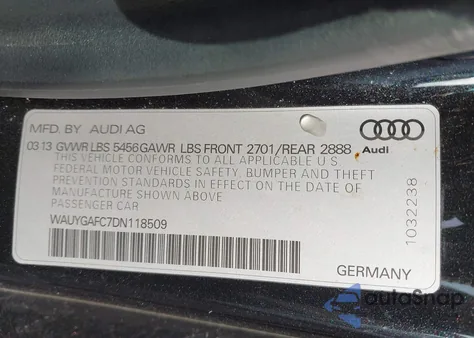 MFD. BY AUDI AG
03 13 GVWR LBS 5456 GAWR LBS FRONT 2701/REAR 2888
THIS VEHICLE CONFORMS TO ALL APPLICABLE U S
FEDERAL MOTOR VEHICLE SAFETY, BUMPER AND THEFT
PREVENTION STANDARDS IN EFFECT ON THE DATE OF
MANUFACTURE SHOWN ABOVE
PASSENGER CAR
WAUYGAFC7DN118509
Audi
1032238
GERMANY
autoSnap